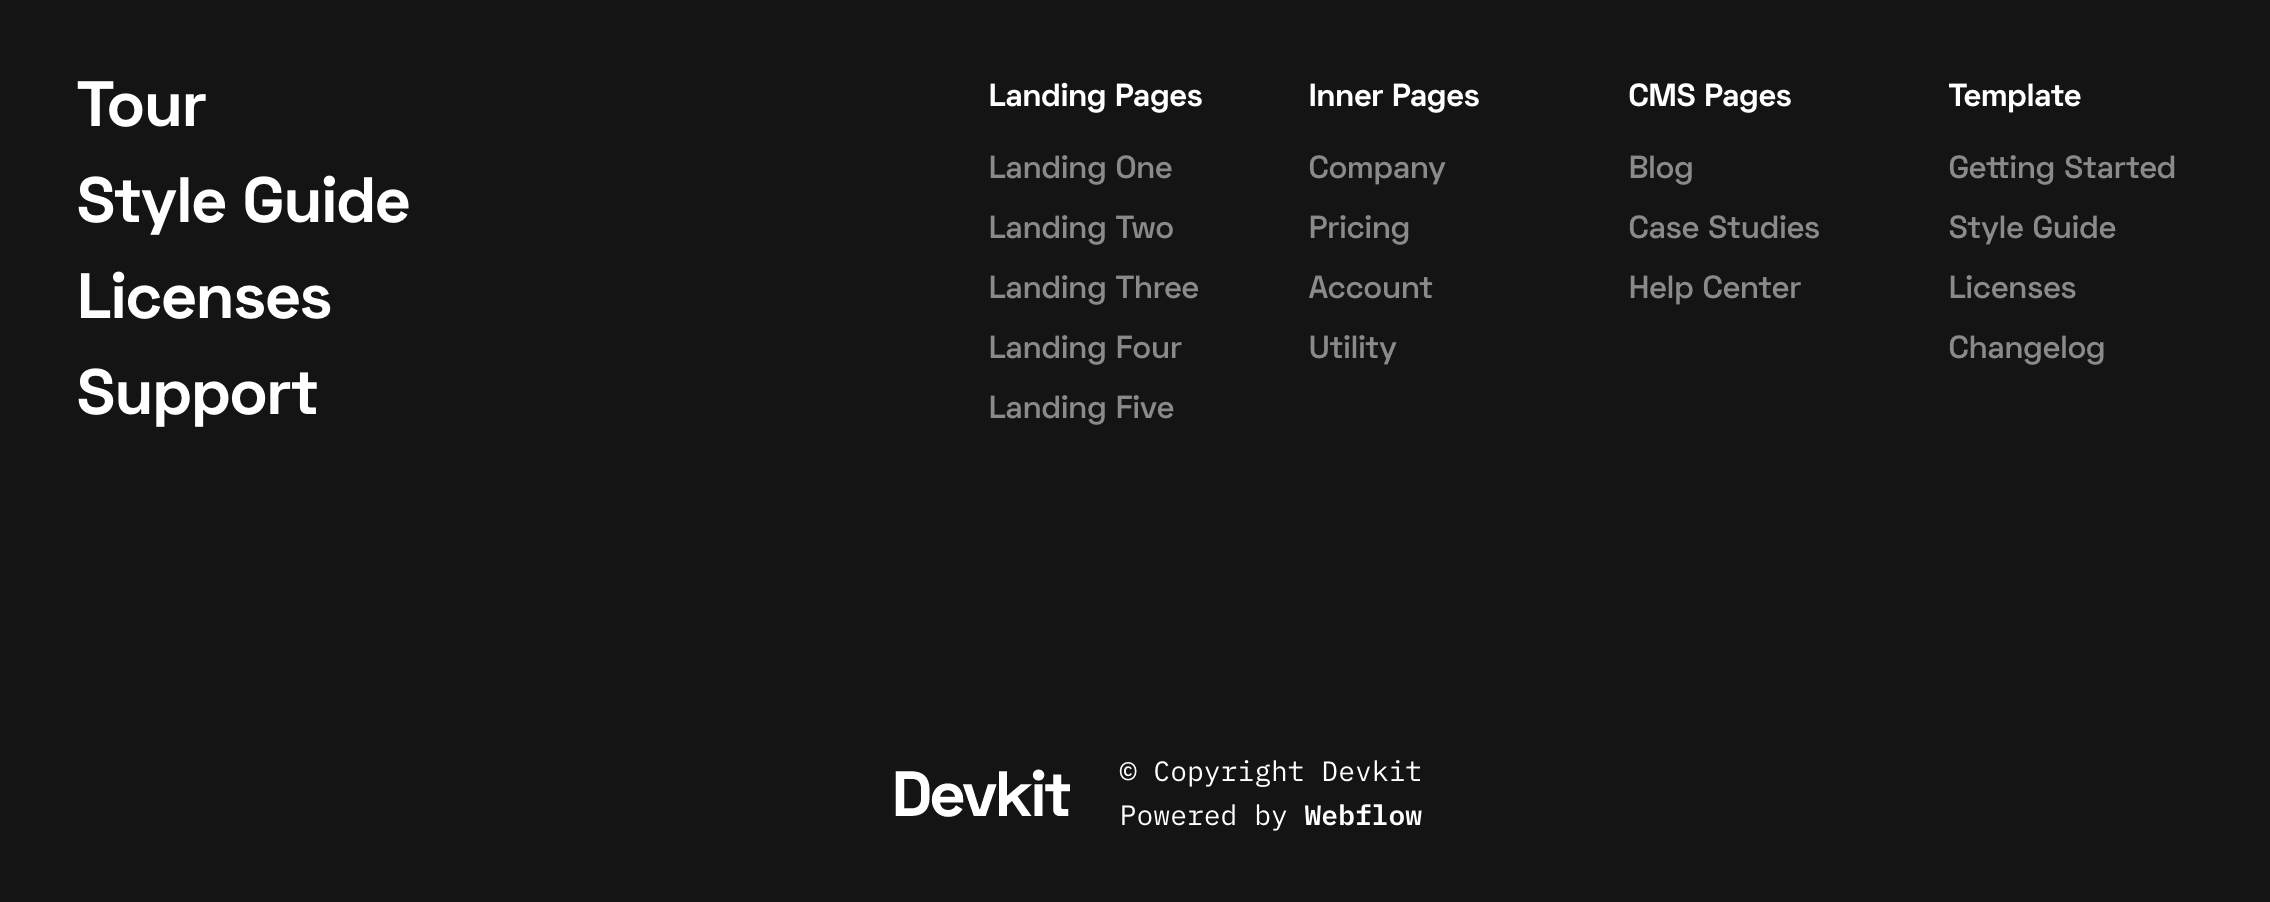 Tour
Style Guide
Licenses
Support
Landing Pages
Landing One
Landing Two
Landing Three
Landing Four
Landing Five
Inner Pages
Company
Pricing
Account
Utility
CMS Pages
Blog
Case Studies
Help Center
Template
Getting Started
Style Guide
Licenses
Changelog
Devkit
© Copyright Devkit
Powered by Webflow